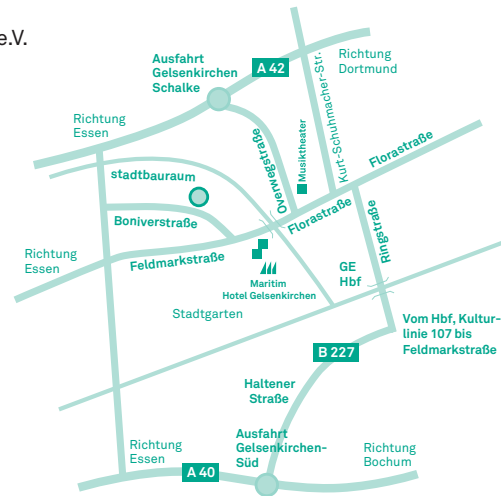 e.V.
Ausfahrt
Gelsenkirchen
Schalke
A 42
Richtung
Dortmund
Richtung
Essen
Kurt-Schumacher-Str.
Musiktheater
Overwegstraße
Florastraße
stadtbauraum
Boniverstraße
Florastraße
Ringstraße
Richtung
Essen
Feldmarkstraße
GE
Hbf
Maritim
Hotel Gelsenkirchen
Stadtgarten
Vom Hbf, Kultur-
linie 107 bis
Feldmarkstraße
B 227
Haltener
Straße
Ausfahrt
Gelsenkirchen-
Süd
Richtung
Essen
A 40
Richtung
Bochum